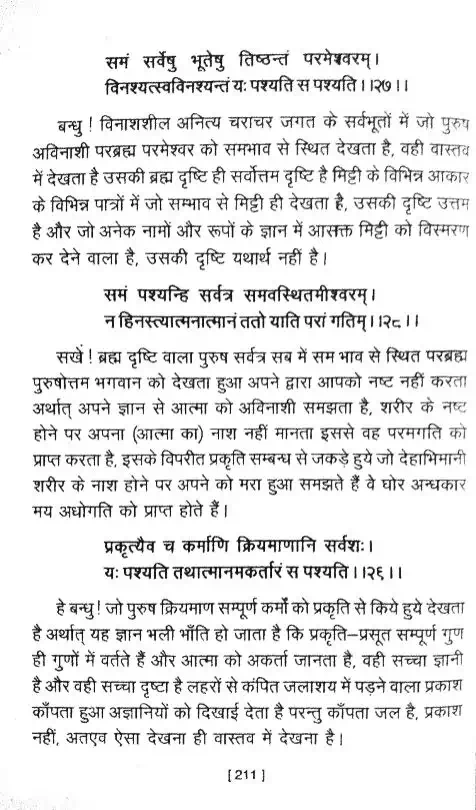 समं सर्वेषु भूतेषु तिष्ठन्तं परमेश्वरम्।
विनश्यत्स्वविनश्यन्तं यः पश्यति स पश्यति।।२७।।
बन्धु! विनाशशील अनित्य चराचर जगत के सर्वभूतों में जो पुरुष
अविनाशी परब्रह्म परमेश्वर को समभाव से स्थित देखता है, वही वास्तव
में देखता है उसकी ब्रह्म दृष्टि ही सर्वोत्तम दृष्टि है मिट्टी के विभिन्न आकार
के विभिन्न पात्रों में जो सम्भाव से मिट्टी ही देखता है, उसकी दृष्टि उत्तम
है और जो अनेक नामों और रूपों के ज्ञान में आसक्त मिट्टी को विस्मरण
कर देने वाला है, उसकी दृष्टि यथार्थ नहीं है।
समं पश्यन्हि सर्वत्र समवस्थितमीश्वरम्।
न हिनस्त्यात्मनात्मानं ततो याति परां गतिम्।।२८।।
सखे! ब्रह्म दृष्टि वाला पुरुष सर्वत्र सब में सम भाव से स्थित परब्रह्म
पुरुषोत्तम भगवान को देखता हुआ अपने द्वारा आपको नष्ट नहीं करता
अर्थात् अपने ज्ञान से आत्मा को अविनाशी समझता है, शरीर के नष्ट
होने पर अपना (आत्मा का) नाश नहीं मानता इससे वह परमगति को
प्राप्त करता है, इसके विपरीत प्रकृति सम्बन्ध से जकड़े हुये जो देहाभिमानी
शरीर के नाश होने पर अपने को मरा हुआ समझते हैं वे घोर अन्धकार
मय अधोगति को प्राप्त होते हैं।
प्रकृत्यैव च कर्माणि क्रियमाणानि सर्वशः।
यः पश्यति तथात्मानमकर्तारं स पश्यति।।२६।।
हे बन्धु! जो पुरुष क्रियमाण सम्पूर्ण कर्मों को प्रकृति से किये हुये देखता
है अर्थात् यह ज्ञान भली भाँति हो जाता है कि प्रकृति–प्रसूत सम्पूर्ण गुण
ही गुणों में वर्तते हैं और आत्मा को अकर्ता जानता है, वही सच्चा ज्ञानी
है और वही सच्चा दृष्टा है लहरों से कंपित जलाशय में पड़ने वाला प्रकाश
काँपता हुआ अज्ञानियों को दिखाई देता है परन्तु काँपता जल है, प्रकाश
नहीं, अतएव ऐसा देखना ही वास्तव में देखना है।
[ 211 ]